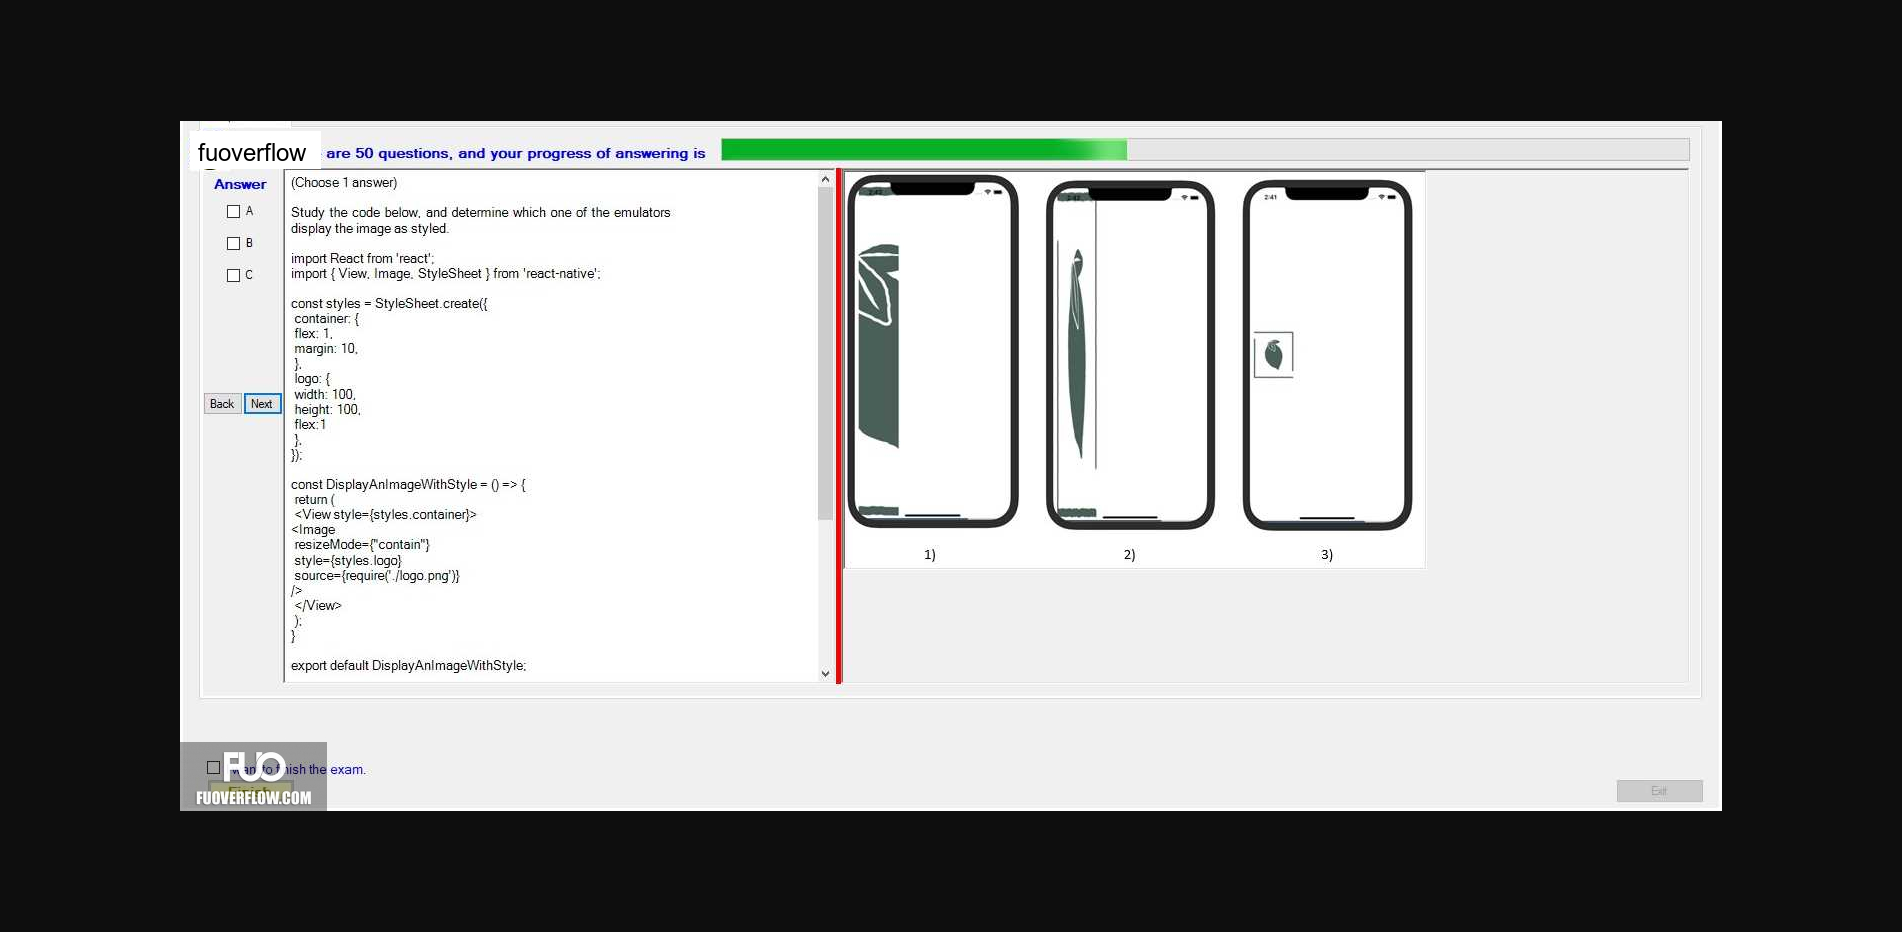 fuoverflow are 50 questions, and your progress of answering is
Answer
A
B
C
Back Next
(Choose 1 answer)
Study the code below, and determine which one of the emulators
display the image as styled.
import React from 'react';
import { View, Image, StyleSheet } from 'react-native';
const styles = StyleSheet.create({
container: {
flex: 1,
margin: 10,
},
logo: {
width: 100,
height: 100,
flex:1
},
});
const DisplayAnImageWithStyle = () => {
return (
<View style={styles.container}>
<Image
resizeMode={"contain"}
style={styles.logo}
source={require('./logo.png')}
/>
</View>
);
}
export default DisplayAnImageWithStyle;
2:41
1)
2)
3)
want to finish the exam.
Finish
FUO
FUOVERFLOW.COM
Exit